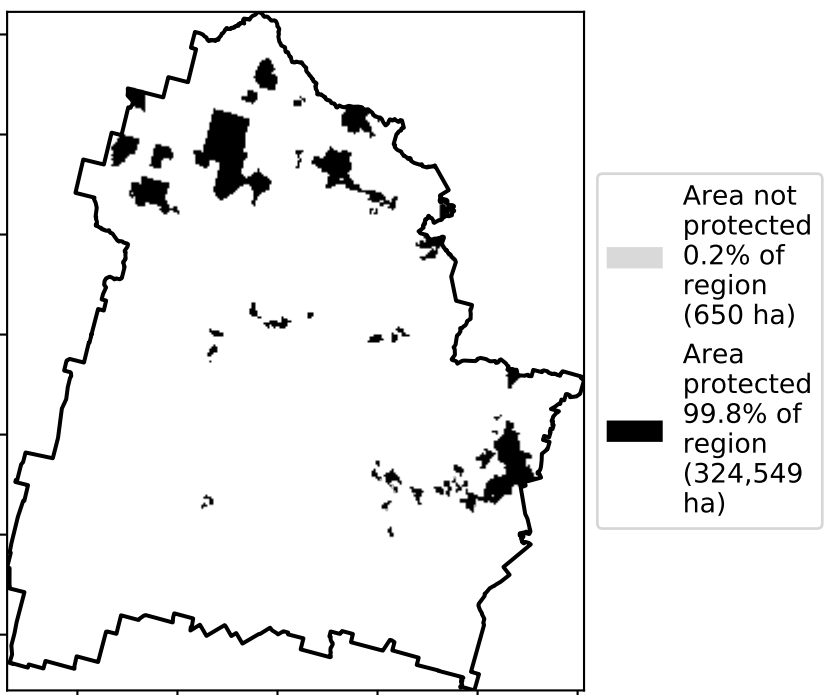 Area not
protected
0.2% of
region
(650 ha)
Area
protected
99.8% of
region
(324,549
ha)